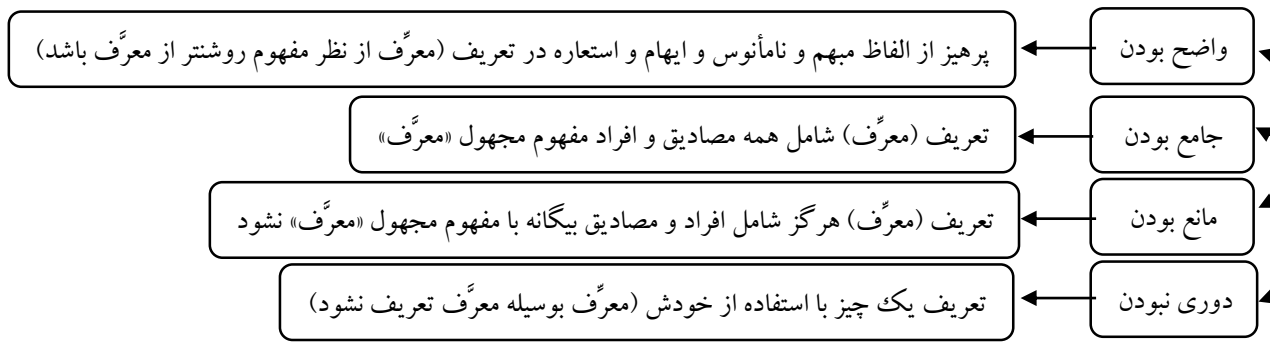 واضح بودن
پرهیز از الفاظ مبهم و نامأنوس و ایهام و استعاره در تعریف (معرِّف از نظر مفهوم روشنتر از معرَّف باشد)
جامع بودن
تعریف (معرِّف) شامل همه مصادیق و افراد مفهوم مجهول «معرَّف»
مانع بودن
تعریف (معرِّف) هرگز شامل افراد و مصادیق بیگانه با مفهوم مجهول «معرَّف» نشود
دوری نبودن
تعریف یک چیز با استفاده از خودش (معرِّف بوسیله معرَّف تعریف نشود)